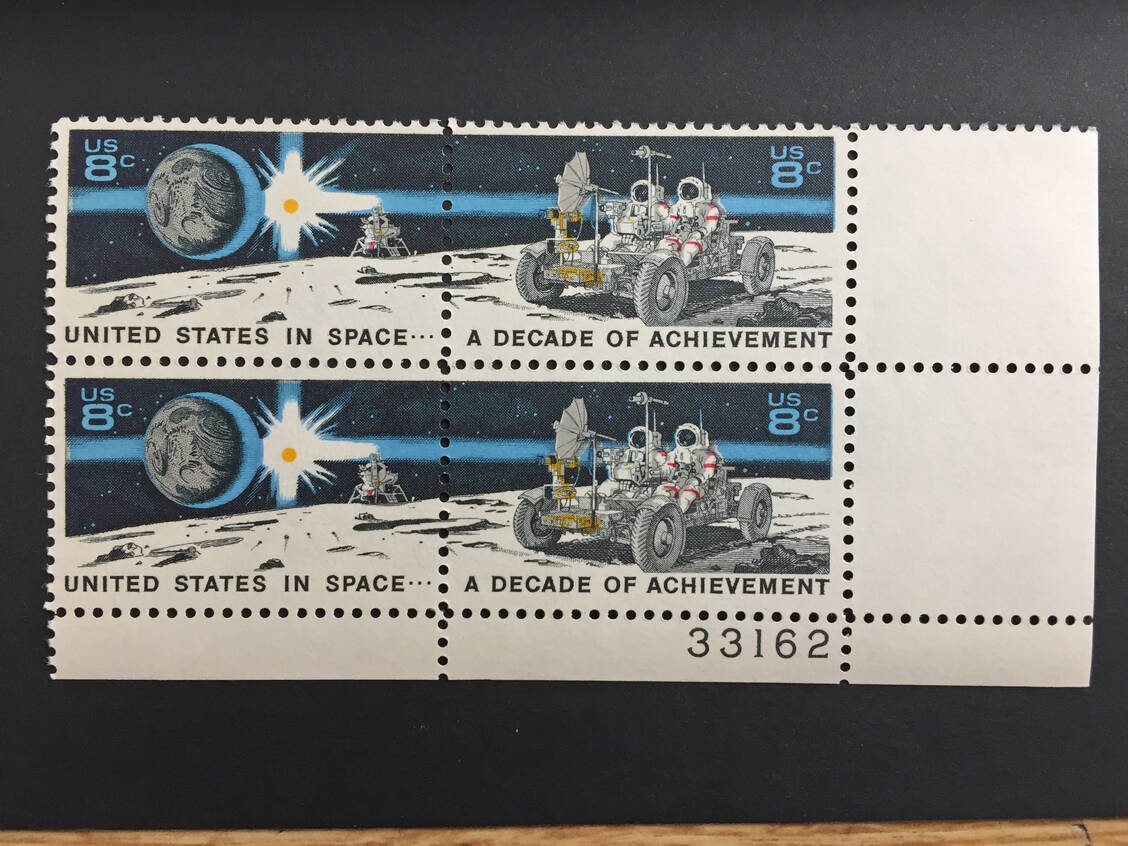 US
8c
US
8c
UNITED STATES IN SPACE··· A DECADE OF ACHIEVEMENT
US
8c
US
8c
UNITED STATES IN SPACE··· A DECADE OF ACHIEVEMENT
33162